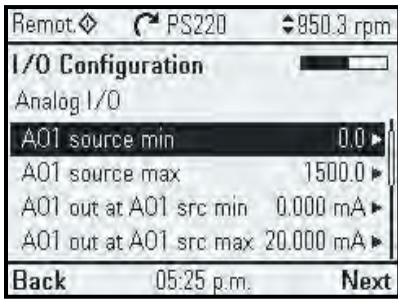 Remot. PS220 950.3 rpm
I/O Configuration
Analog I/O
AO1 source min 0.0
AO1 source max 1500.0
AO1 out at AO1 src min 0.000 mA
AO1 out at AO1 src max 20.000 mA
Back 05:25 p.m. Next